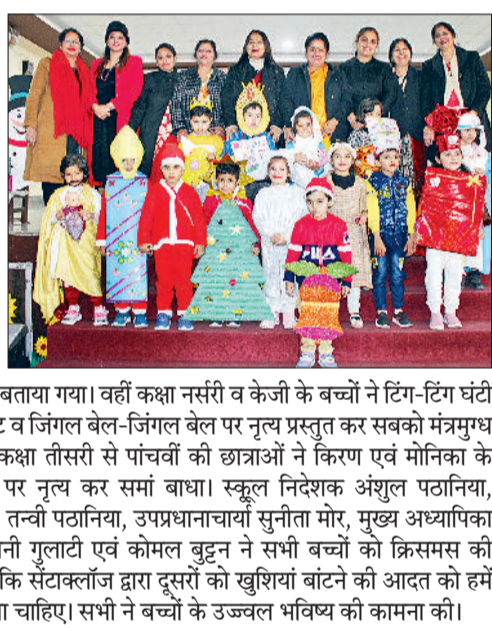 FILA
बताया गया। वहीं कक्षा नर्सरी व केजी के बच्चों ने टिंग-टिंग घंटी
व जिंगल बेल-जिंगल बेल पर नृत्य प्रस्तुत कर सबको मंत्रमुग्ध
कक्षा तीसरी से पांचवीं की छात्राओं ने किरण एवं मोनिका के
पर नृत्य कर समां बाधा। स्कूल निदेशक अंशुल पठानिया,
तन्वी पठानिया, उपप्रधानाचार्या सुनीता मोर, मुख्य अध्यापिका
गुलाटी एवं कोमल बुट्टन ने सभी बच्चों को क्रिसमस की
कि सेंटाक्लॉज द्वारा दूसरों को खुशियां बांटने की आदत को हमें
चाहिए। सभी ने बच्चों के उज्ज्वल भविष्य की कामना की।